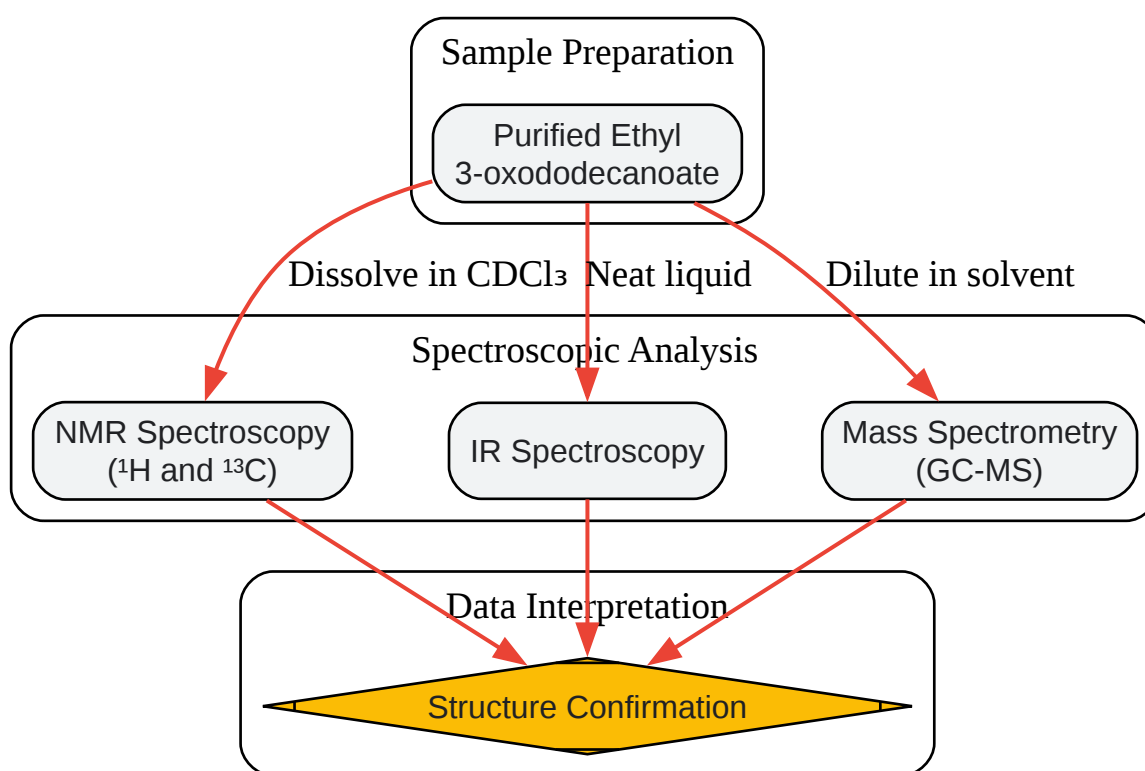 Sample Preparation
Purified Ethyl
3-oxododecanoate
Dissolve in CDCl₃ Neat liquid Dilute in solvent
Spectroscopic Analysis
NMR Spectroscopy
(¹H and ¹³C)
IR Spectroscopy
Mass Spectrometry
(GC-MS)
Data Interpretation
Structure Confirmation